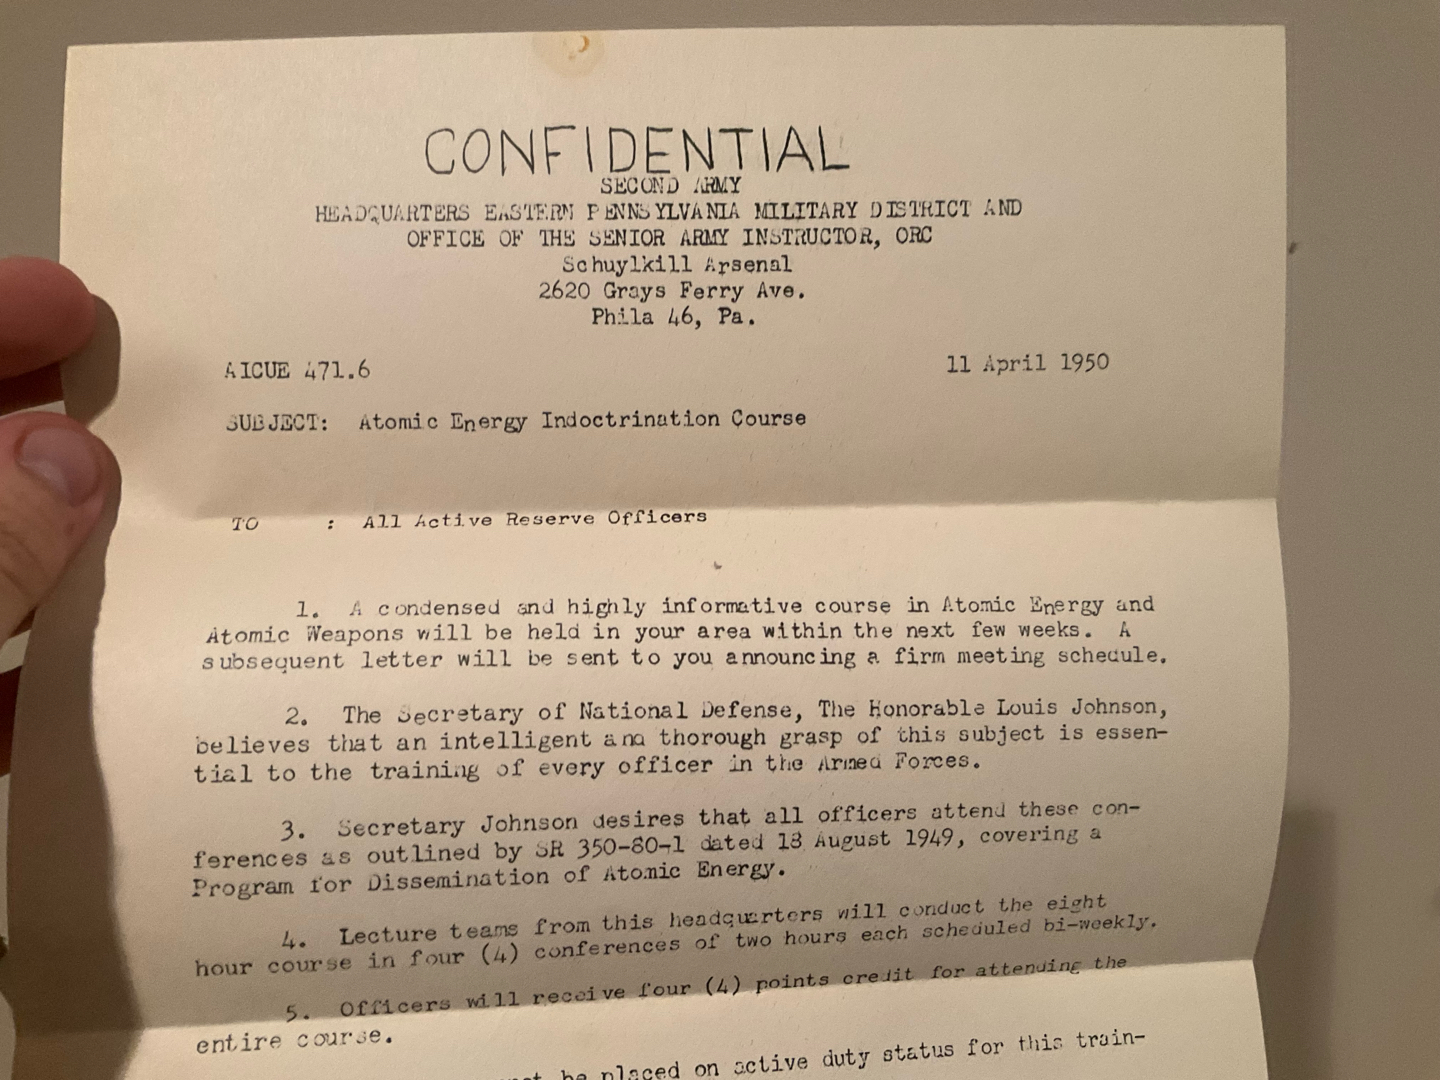 CONFIDENTIAL
SECOND ARMY
HEADQUARTERS EASTERN PENNSYLVANIA MILITARY DISTRICT AND
OFFICE OF THE SENIOR ARMY INSTRUCTOR, ORC
Schuylkill Arsenal
2620 Grays Ferry Ave.
Phila 46, Pa.
AICUE 471.6
11 April 1950
SUBJECT: Atomic Energy Indoctrination Course
TO : All Active Reserve Officers
1. A condensed and highly informative course in Atomic Energy and
Atomic Weapons will be held in your area within the next few weeks. A
subsequent letter will be sent to you announcing a firm meeting schedule.
2. The Secretary of National Defense, The Honorable Louis Johnson,
believes that an intelligent and thorough grasp of this subject is essen-
tial to the training of every officer in the Armed Forces.
3. Secretary Johnson desires that all officers attend these con-
ferences as outlined by SR 350-80-1 dated 18 August 1949, covering a
Program for Dissemination of Atomic Energy.
4. Lecture teams from this headquarters will conduct the eight
hour course in four (4) conferences of two hours each scheduled bi-weekly.
5. Officers will receive four (4) points credit for attending the
entire course.
be placed on active duty status for this train-